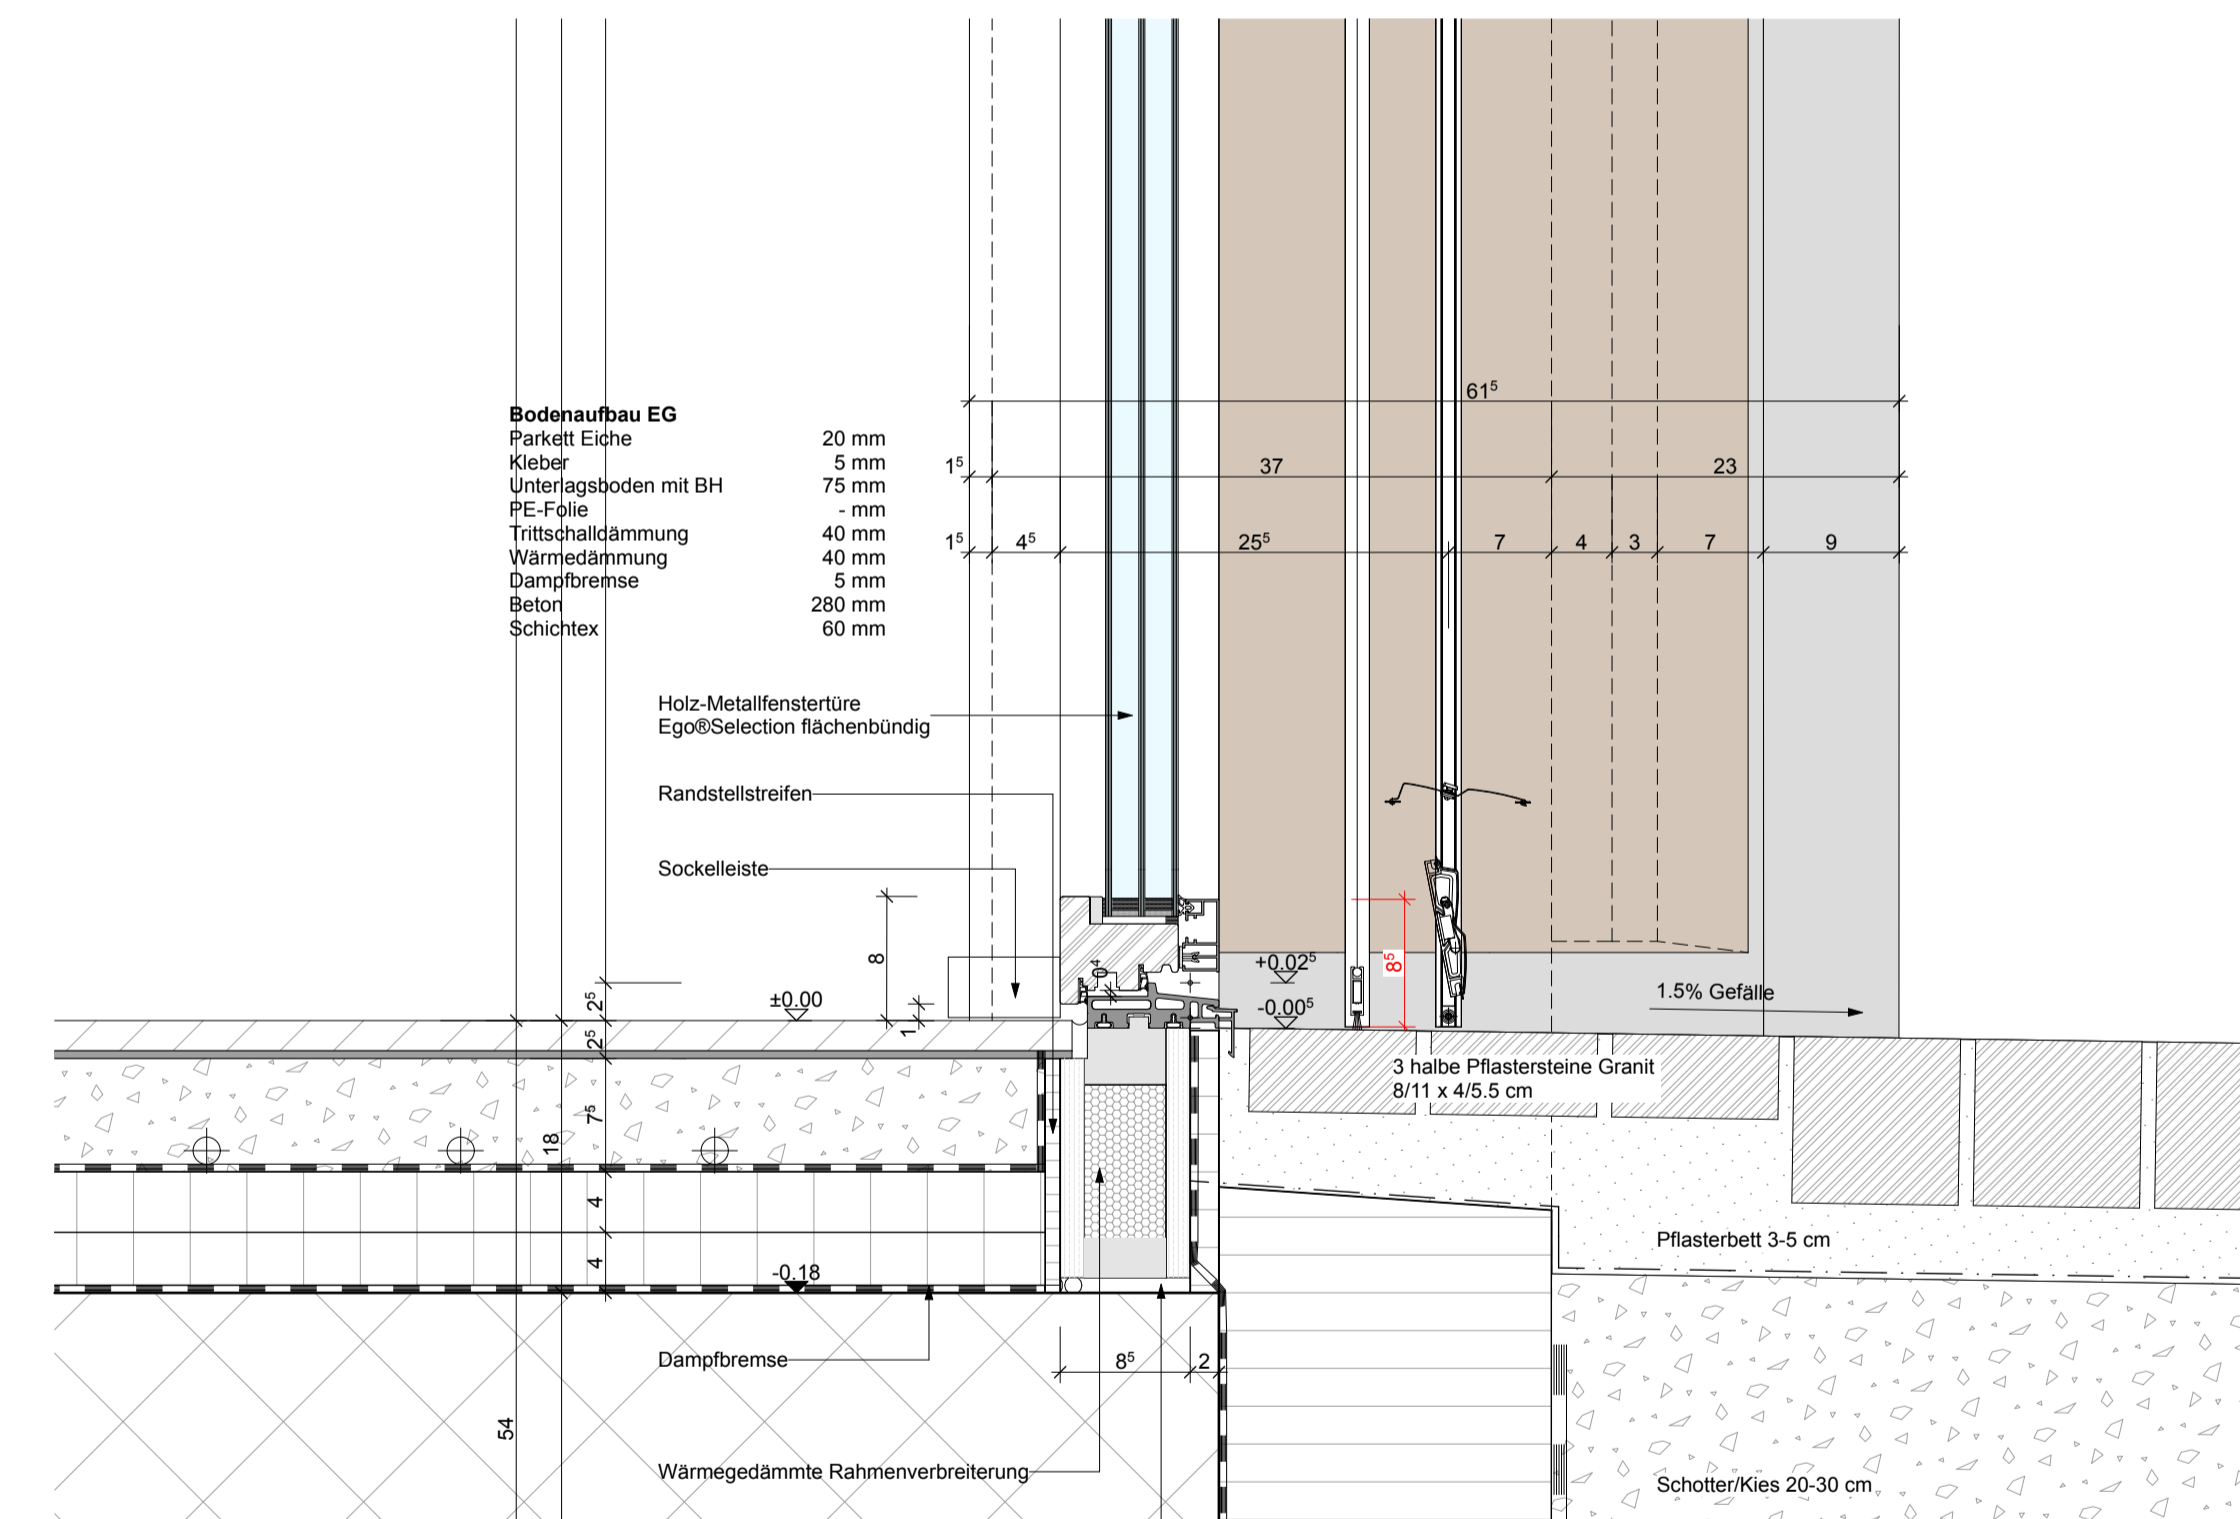 61⁵
Bodenaufbau EG
Parkett Eiche 20 mm
Kleber 5 mm
Unterlagsboden mit BH 75 mm
PE-Folie - mm
Trittschalldämmung 40 mm
Wärmedämmung 40 mm
Dampfbremse 5 mm
Beton 280 mm
Schichtex 60 mm
1⁵ 37 23
1⁵ 4⁵ 25⁵ 7 4 3 7 9
Holz-Metallfenstertüre
Ego®Selection flächenbündig
Randstellstreifen
Sockelleiste
8
0⁴
8⁵
+0.02⁵
1.5% Gefälle
±0.00
-0.00⁵
2⁵
1
2⁵
3 halbe Pflastersteine Granit
8/11 x 4/5.5 cm
7⁵
18
4
4
Pflasterbett 3-5 cm
-0.18
Dampfbremse
8⁵ 2
54
Wärmegedämmte Rahmenverbreiterung
Schotter/Kies 20-30 cm